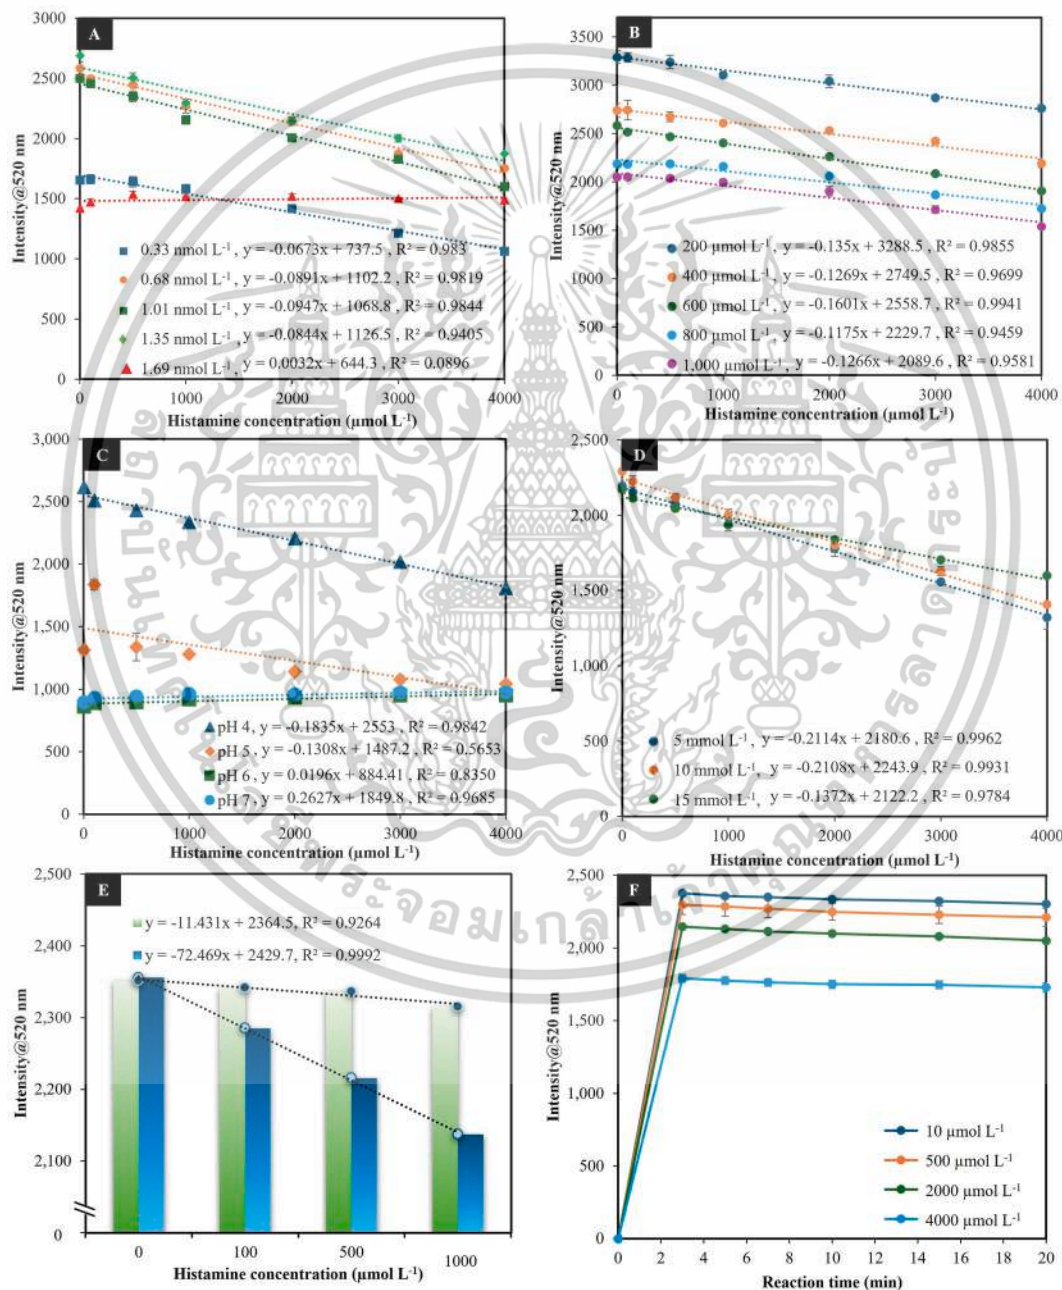 A
3000
2500
2000
1500
1000
500
0
Intensity@520 nm
0.33 nmol L⁻¹ , y = -0.0673x + 737.5 , R² = 0.983
0.68 nmol L⁻¹ , y = -0.0891x + 1102.2 , R² = 0.9819
1.01 nmol L⁻¹ , y = -0.0947x + 1068.8 , R² = 0.9844
1.35 nmol L⁻¹ , y = -0.0844x + 1126.5 , R² = 0.9405
1.69 nmol L⁻¹ , y = 0.0032x + 644.3 , R² = 0.0896
0 1000 2000 3000 4000
Histamine concentration (µmol L⁻¹)
B
3500
3000
2500
2000
1500
1000
500
0
Intensity@520 nm
200 µmol L⁻¹ , y = -0.135x + 3288.5 , R² = 0.9855
400 µmol L⁻¹ , y = -0.1269x + 2749.5 , R² = 0.9699
600 µmol L⁻¹ , y = -0.1601x + 2558.7 , R² = 0.9941
800 µmol L⁻¹ , y = -0.1175x + 2229.7 , R² = 0.9459
1,000 µmol L⁻¹ , y = -0.1266x + 2089.6 , R² = 0.9581
0 1000 2000 3000 4000
Histamine concentration (µmol L⁻¹)
C
3,000
2,500
2,000
1,500
1,000
500
0
Intensity@520 nm
pH 4 , y = -0.1835x + 2553 , R² = 0.9842
pH 5 , y = -0.1308x + 1487.2 , R² = 0.5653
pH 6 , y = 0.0196x + 884.41 , R² = 0.8350
pH 7 , y = 0.2627x + 1849.8 , R² = 0.9685
0 1000 2000 3000 4000
Histamine concentration (µmol L⁻¹)
D
2,500
2,000
1,500
1,000
500
0
Intensity@520 nm
5 mmol L⁻¹ , y = -0.2114x + 2180.6 , R² = 0.9962
10 mmol L⁻¹ , y = -0.2108x + 2243.9 , R² = 0.9931
15 mmol L⁻¹, y = -0.1372x + 2122.2 , R² = 0.9784
0 1000 2000 3000 4000
Histamine concentration (µmol L⁻¹)
E
2,500
2,400
2,300
2,200
2,100
0
Intensity@520 nm
y = -11.431x + 2364.5, R² = 0.9264
y = -72.469x + 2429.7, R² = 0.9992
0 100 500 1000
Histamine concentration (µmol L⁻¹)
F
2,500
2,000
1,500
1,000
500
0
Intensity@520 nm
10 µmol L⁻¹
500 µmol L⁻¹
2000 µmol L⁻¹
4000 µmol L⁻¹
0 2 4 6 8 10 12 14 16 18 20
Reaction time (min)